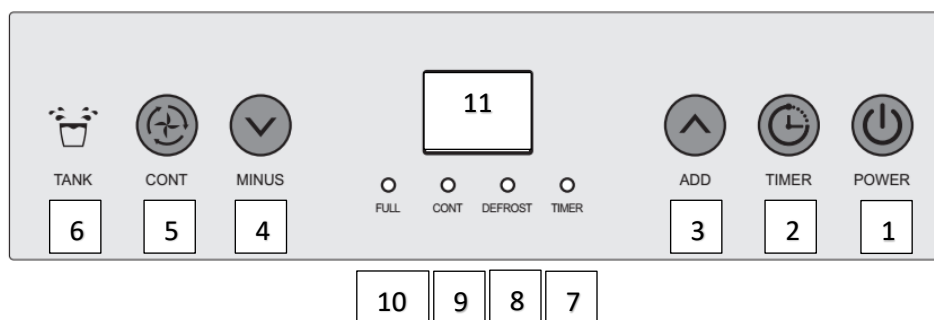 11
TANK CONT MINUS ADD TIMER POWER
FULL CONT DEFROST TIMER
6 5 4 3 2 1
10 9 8 7